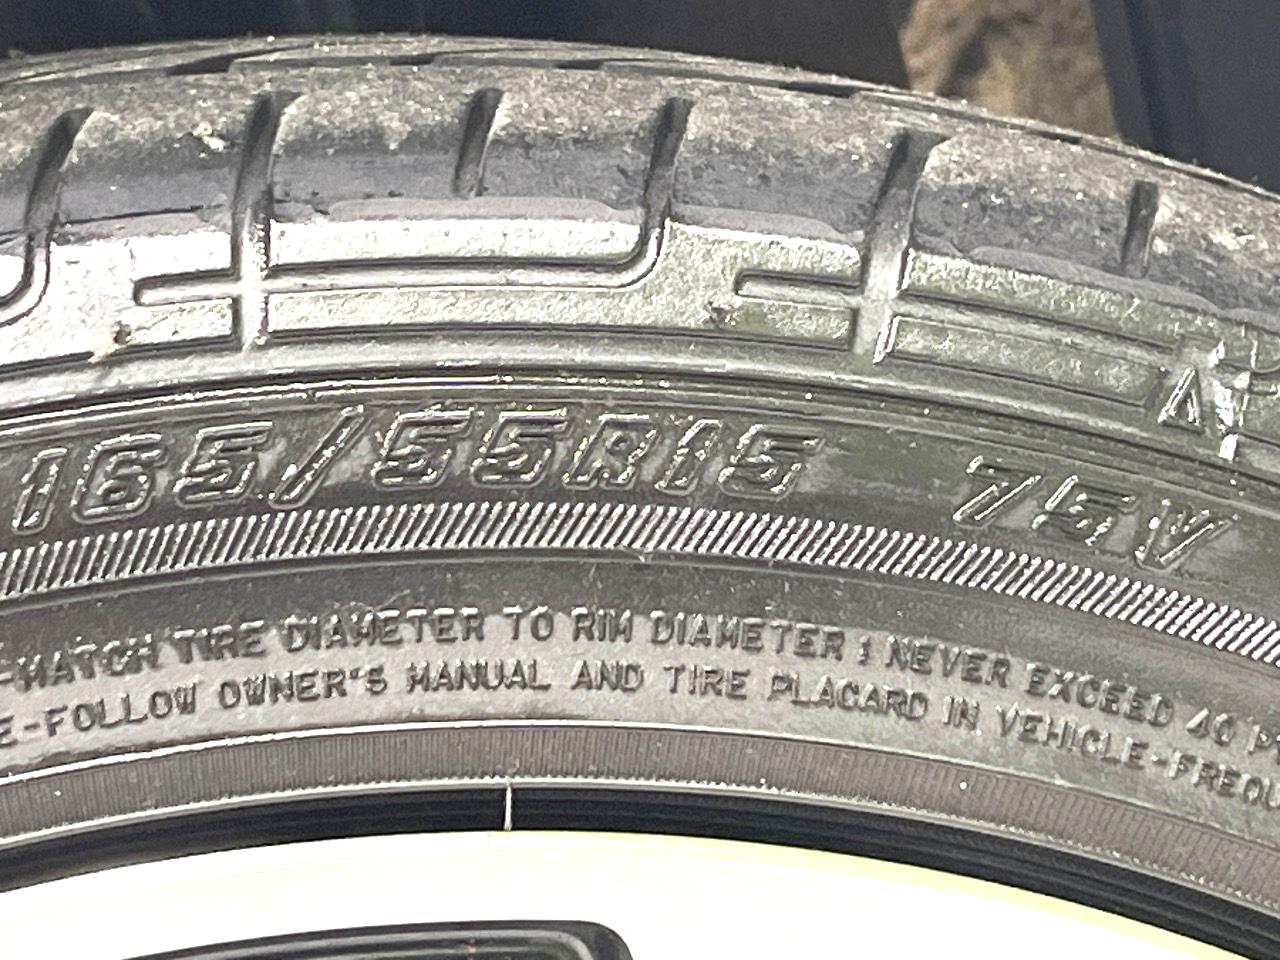 165/55R15 75V
-MATCH TIRE DIAMETER TO RIM DIAMETER ; NEVER EXCEED 40 P
E-FOLLOW OWNER'S MANUAL AND TIRE PLACARD IN VEHICLE-FREQU